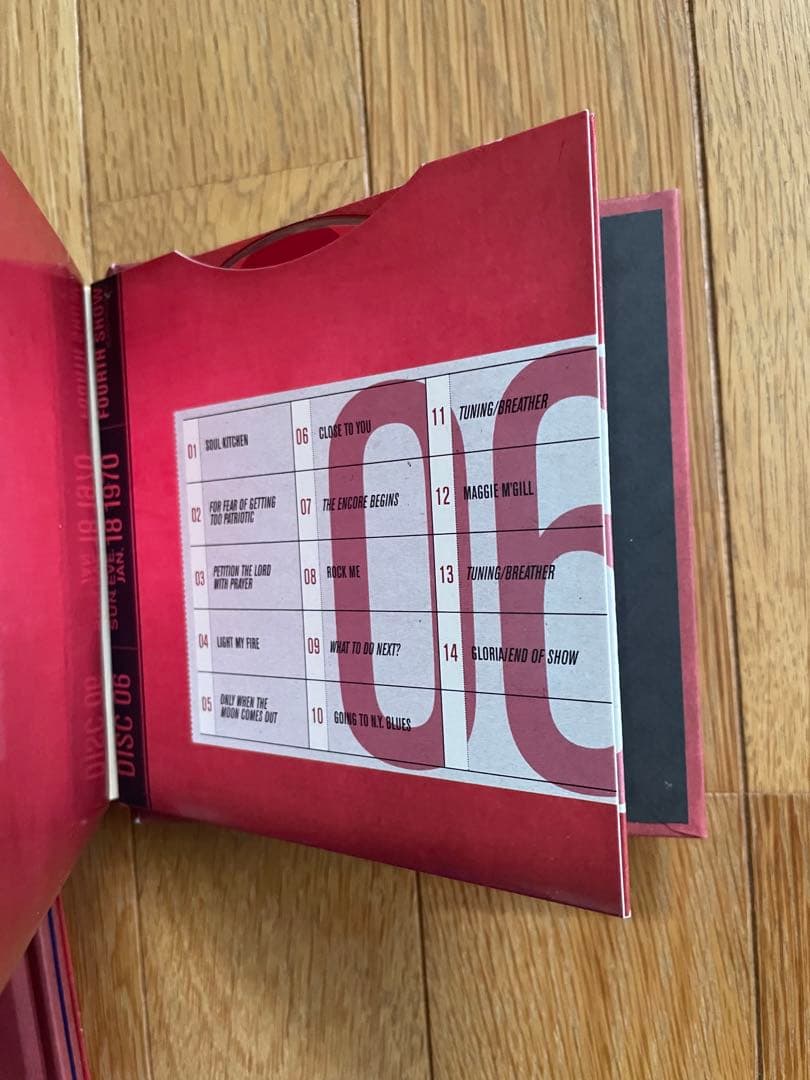 DISC 06
SUN. EVE.
JAN. 18 1970
FOURTH SHOW
01 SOUL KITCHEN
02 FOR FEAR OF GETTING
TOO PATRIOTIC
03 PETITION THE LORD
WITH PRAYER
04 LIGHT MY FIRE
05 ONLY WHEN THE
MOON COMES OUT
06 CLOSE TO YOU
07 THE ENCORE BEGINS
08 ROCK ME
09 WHAT TO DO NEXT?
10 GOING TO N.Y. BLUES
11 TUNING/BREATHER
12 MAGGIE M'GILL
13 TUNING/BREATHER
14 GLORIA/END OF SHOW
06